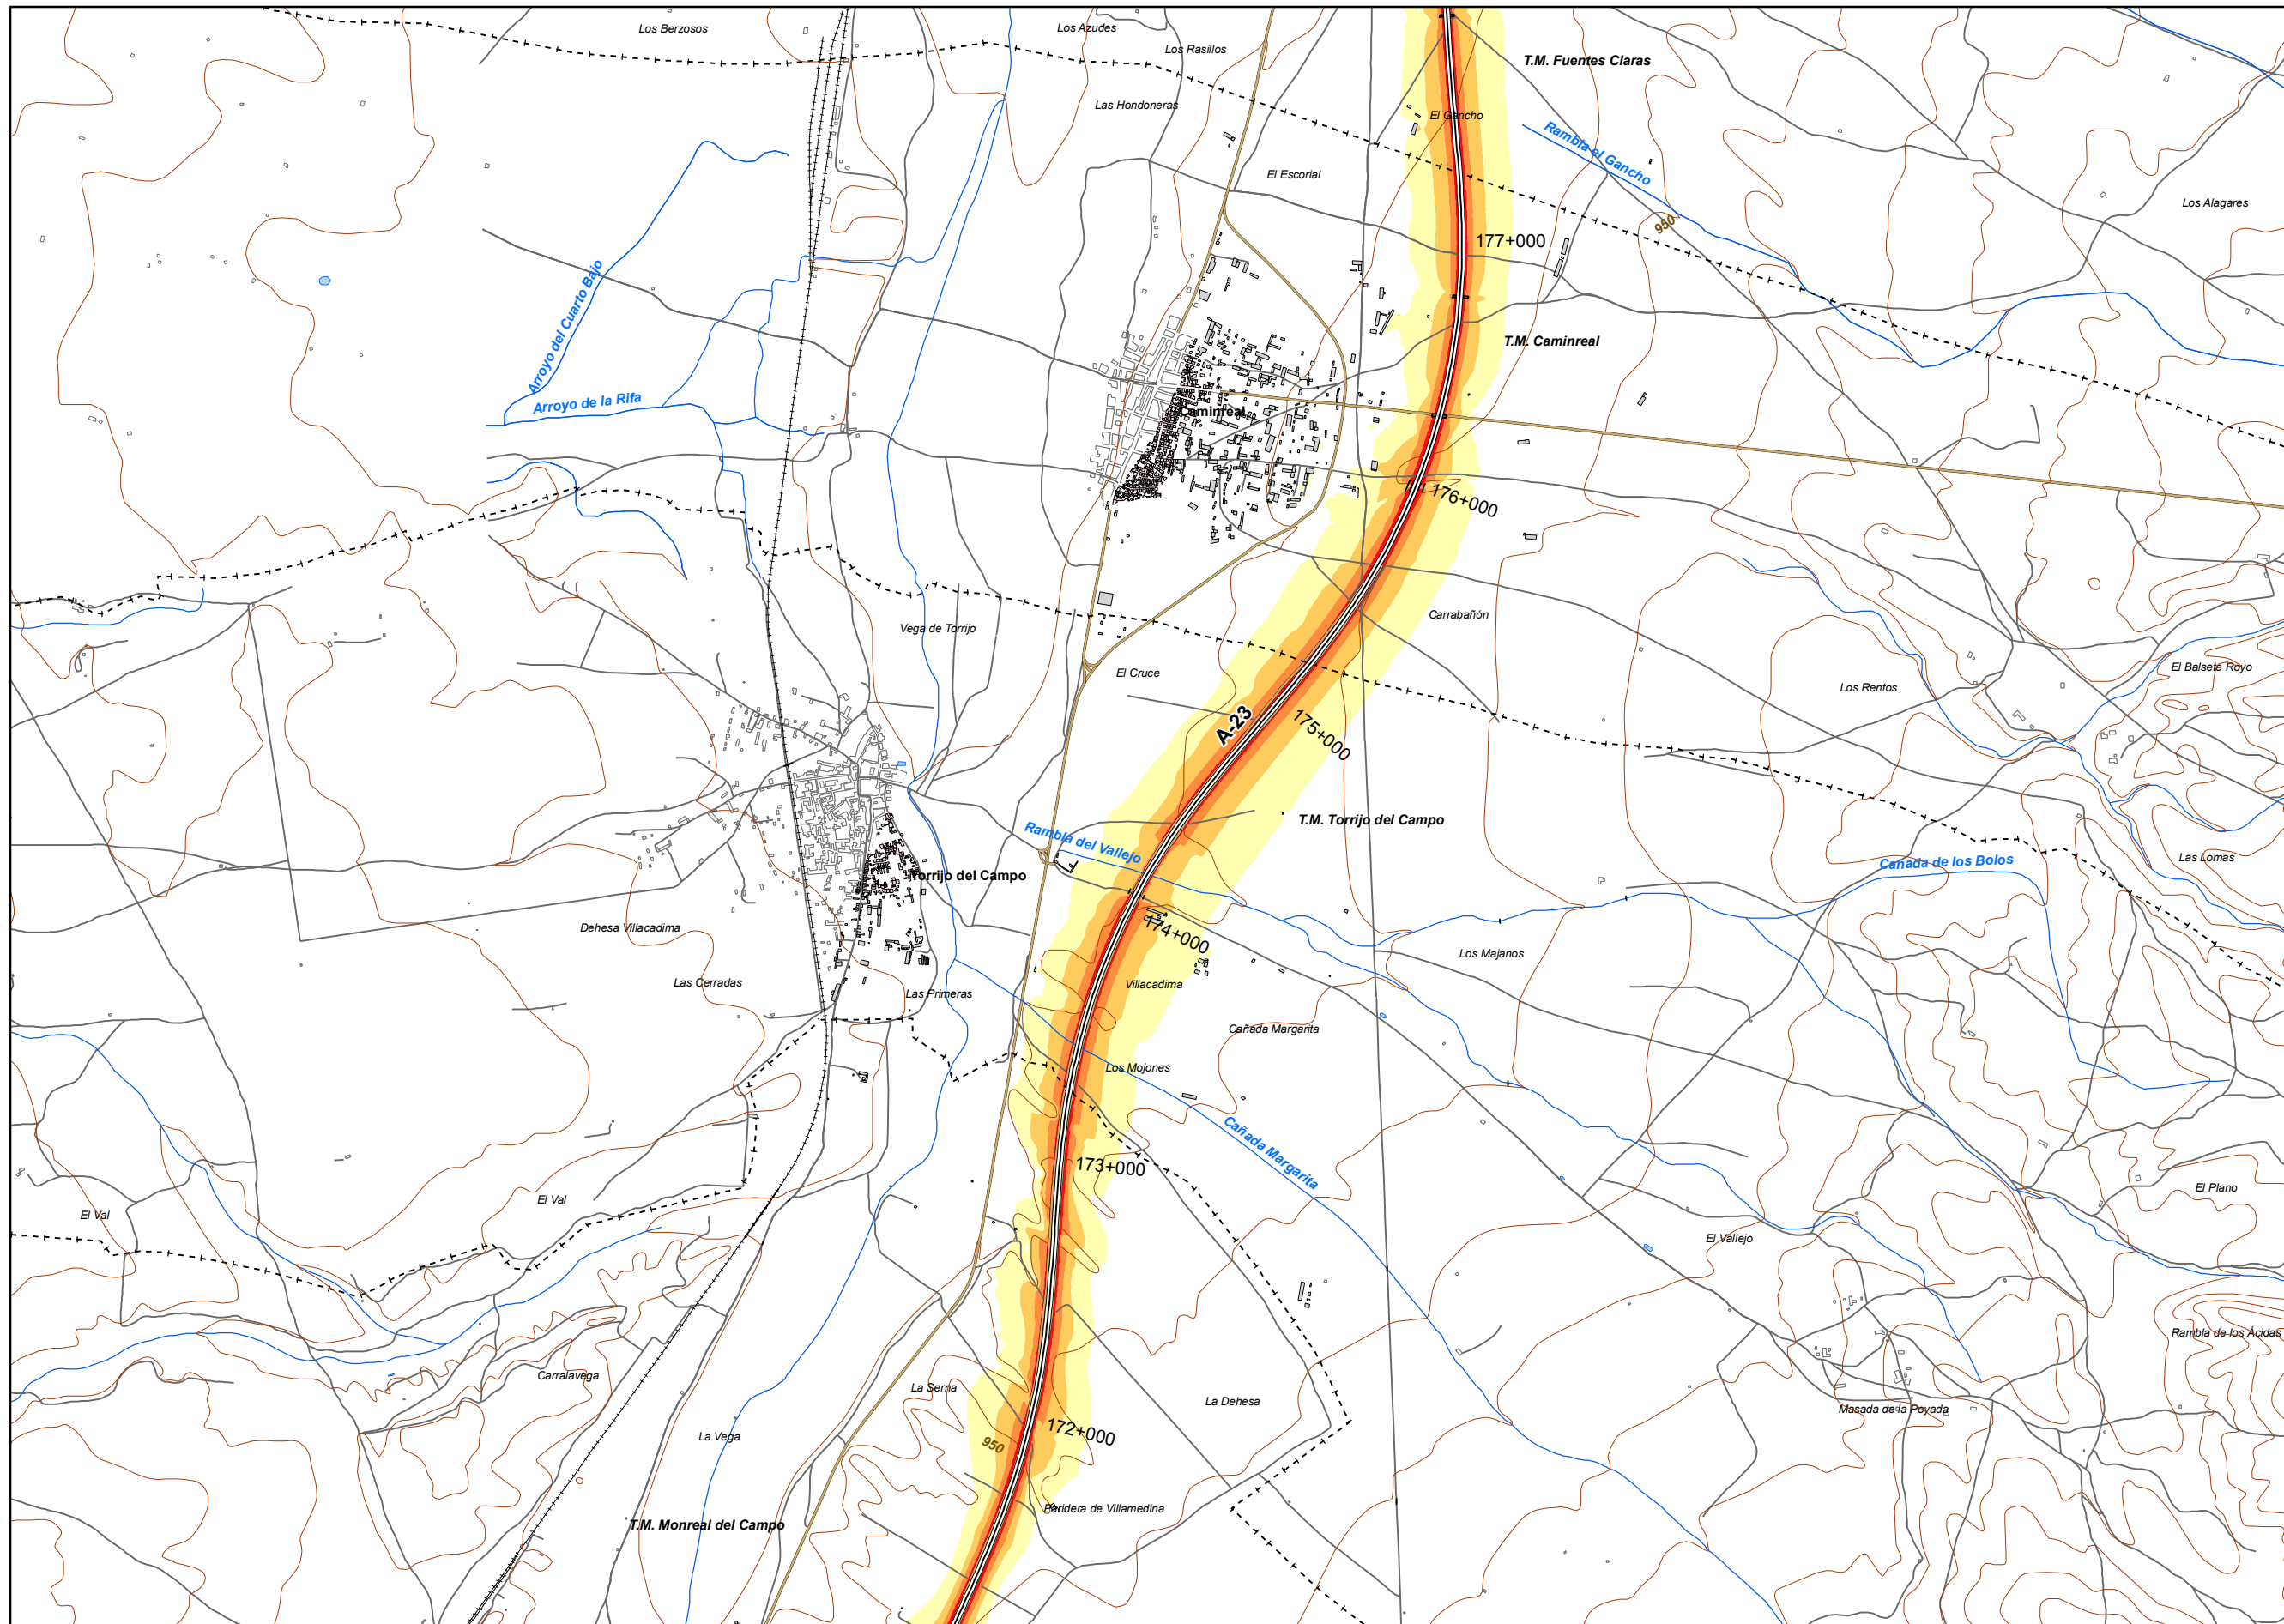 Los Berzosos
Los Azudes
Los Rasillos
T.M. Fuentes Claras
Las Hondoneras
El Gancho
Rambla el Gancho
El Escorial
Los Alagares
950
177+000
Arroyo del Cuarto Bajo
T.M. Caminreal
Arroyo de la Rifa
Caminreal
176+000
Carrabañón
Vega de Torrijo
El Cruce
El Balsete Royo
Los Rentos
A-23
175+000
T.M. Torrijo del Campo
Rambla del Vallejo
Las Lomas
Cañada de los Bolos
Torrijo del Campo
Dehesa Villacadima
174+000
Los Majanos
Las Cerradas
Villacadima
Las Primeras
Cañada Margarita
Los Mojones
Cañada Margarita
173+000
El Val
El Plano
El Val
El Vallejo
Rambla de los Ácidas
Carralavega
La Serna
La Dehesa
Masada de la Poyada
172+000
La Vega
950
Paridera de Villamedina
T.M. Monreal del Campo